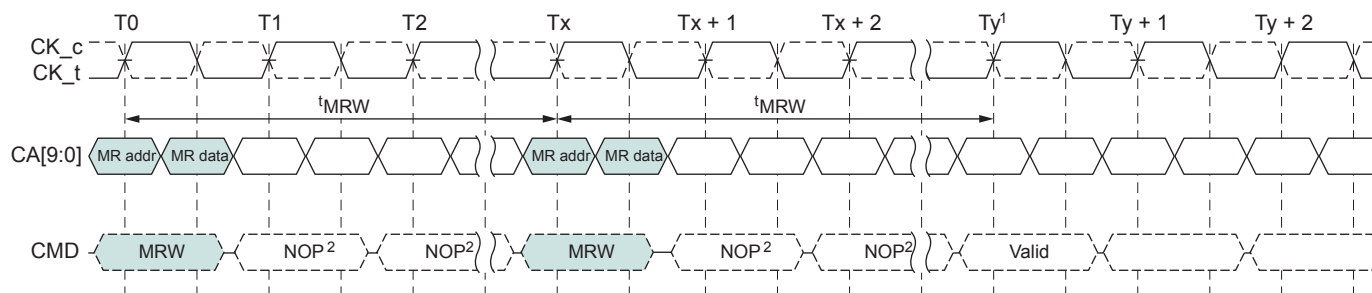 T0 T1 T2 Tx Tx + 1 Tx + 2 Ty¹ Ty + 1 Ty + 2
CK_c
CK_t
ᵗMRW ᵗMRW
CA[9:0] MR addr MR data MR addr MR data
CMD MRW NOP² NOP² MRW NOP² NOP² Valid